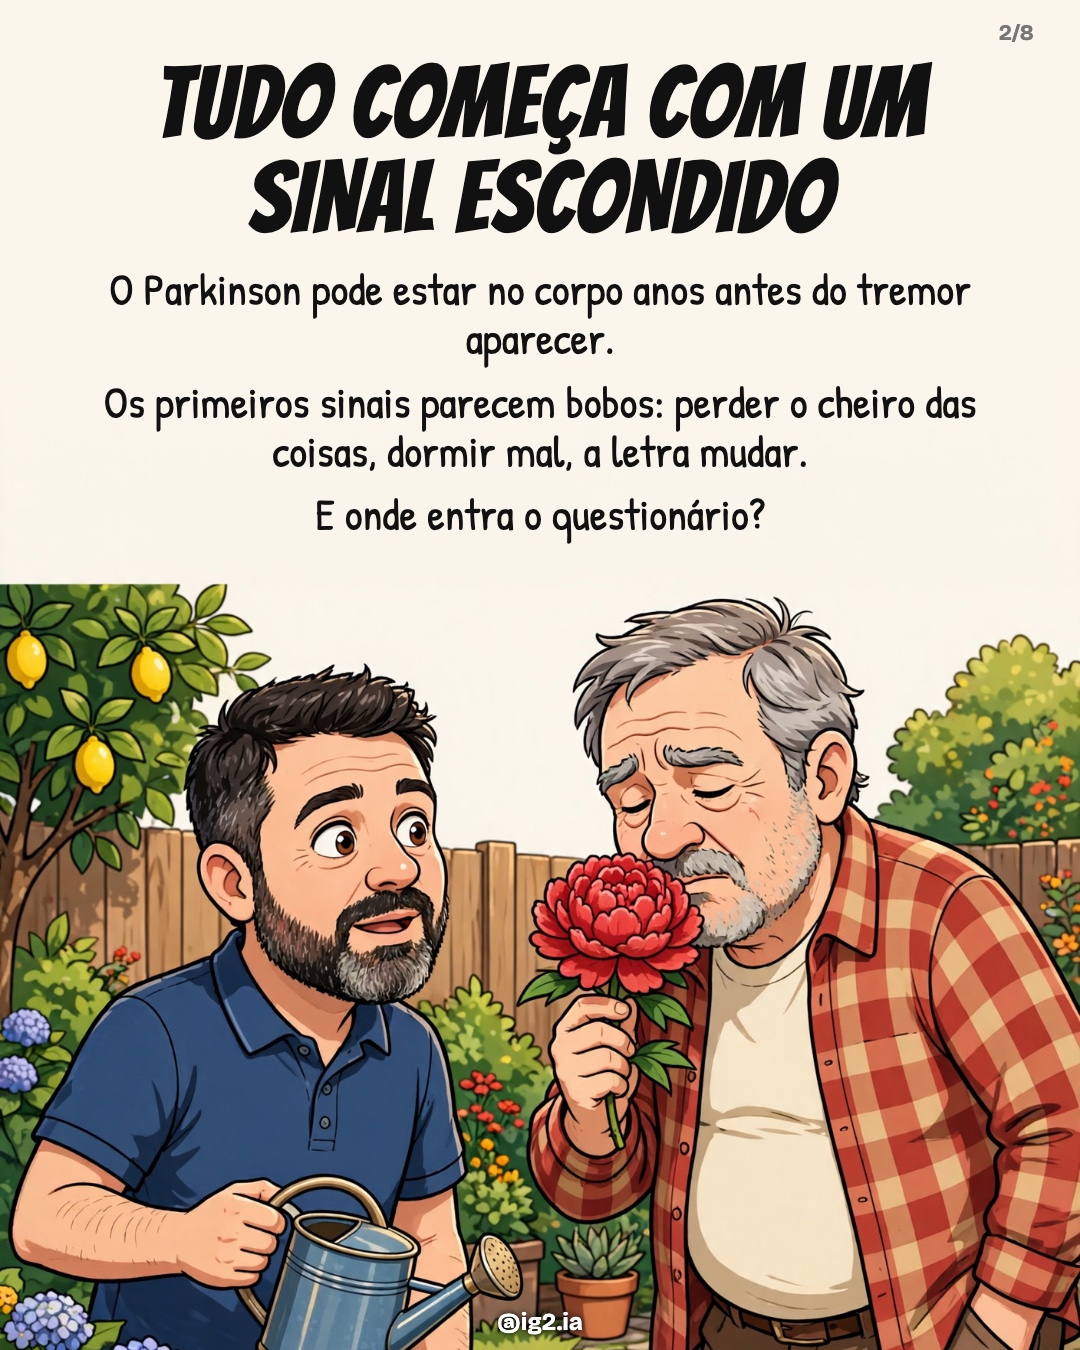 2/8
TUDO COMEÇA COM UM
SINAL ESCONDIDO
O Parkinson pode estar no corpo anos antes do tremor
aparecer.
Os primeiros sinais parecem bobos: perder o cheiro das
coisas, dormir mal, a letra mudar.
E onde entra o questionário?
@ig2.ia